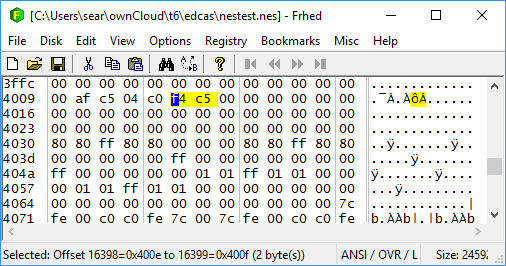 [C:\Users\sear\ownCloud\t6\edcas\nestest.nes] - Frhed
File Disk Edit View Options Registry Bookmarks Misc Help
3ffc 00 00 00 00 00 00 00 00 00 00 00 00 00 .............
4009 00 af c5 04 c0 f4 c5 00 00 00 00 00 00 .¯Å.ÀôÅ......
4016 00 00 00 00 00 00 00 00 00 00 00 00 00 .............
4023 00 00 00 00 00 00 00 00 00 00 00 00 00 .............
4030 80 80 ff 80 80 00 00 00 80 80 ff 80 80 ..ÿ.......ÿ..
403d 00 00 00 00 ff 00 00 00 00 00 00 00 00 ....ÿ........
404a ff 00 00 00 00 00 01 01 ff 01 01 00 00 ÿ.......ÿ....
4057 00 01 01 ff 01 01 00 00 00 00 00 00 00 ...ÿ.........
4064 00 00 00 00 00 00 00 00 00 00 00 00 7c ............|
4071 fe 00 c0 c0 fe 7c 00 7c fe 00 c0 c0 fe þ.ÀÀþ|.|þ.ÀÀþ
Selected: Offset 16398=0x400e to 16399=0x400f (2 byte(s)) ANSI / OVR / L Size: 24592